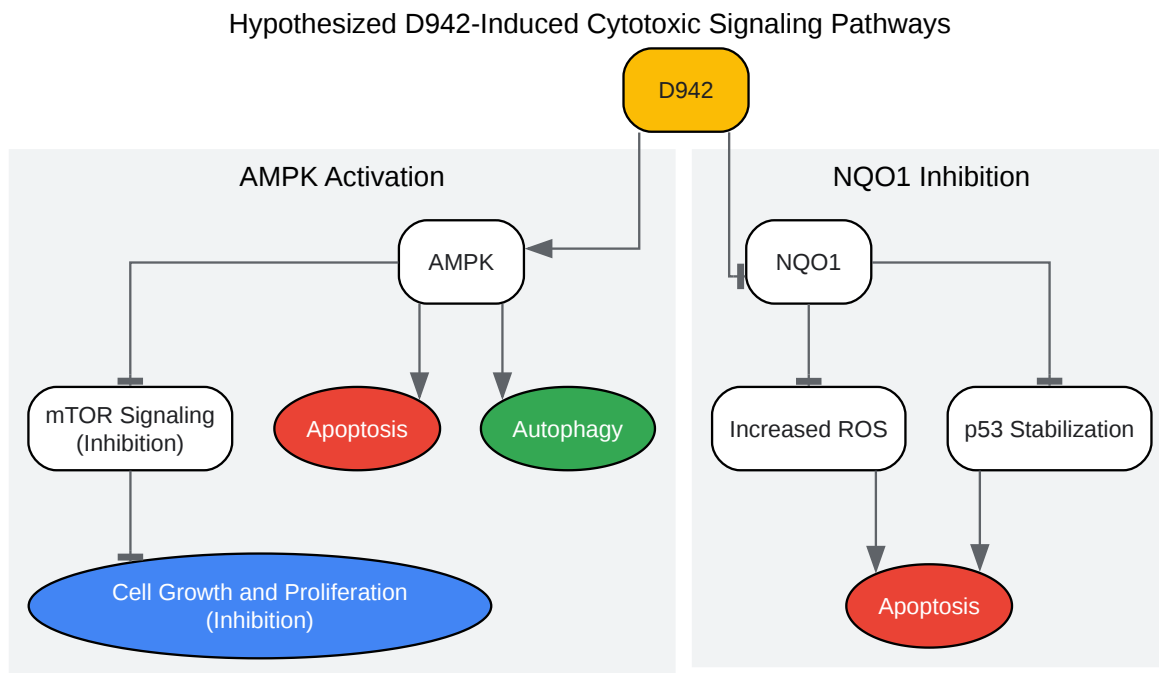 Hypothesized D942-Induced Cytotoxic Signaling Pathways
D942
AMPK Activation
NQO1 Inhibition
AMPK
NQO1
mTOR Signaling
(Inhibition)
Apoptosis
Autophagy
Increased ROS
p53 Stabilization
Cell Growth and Proliferation
(Inhibition)
Apoptosis